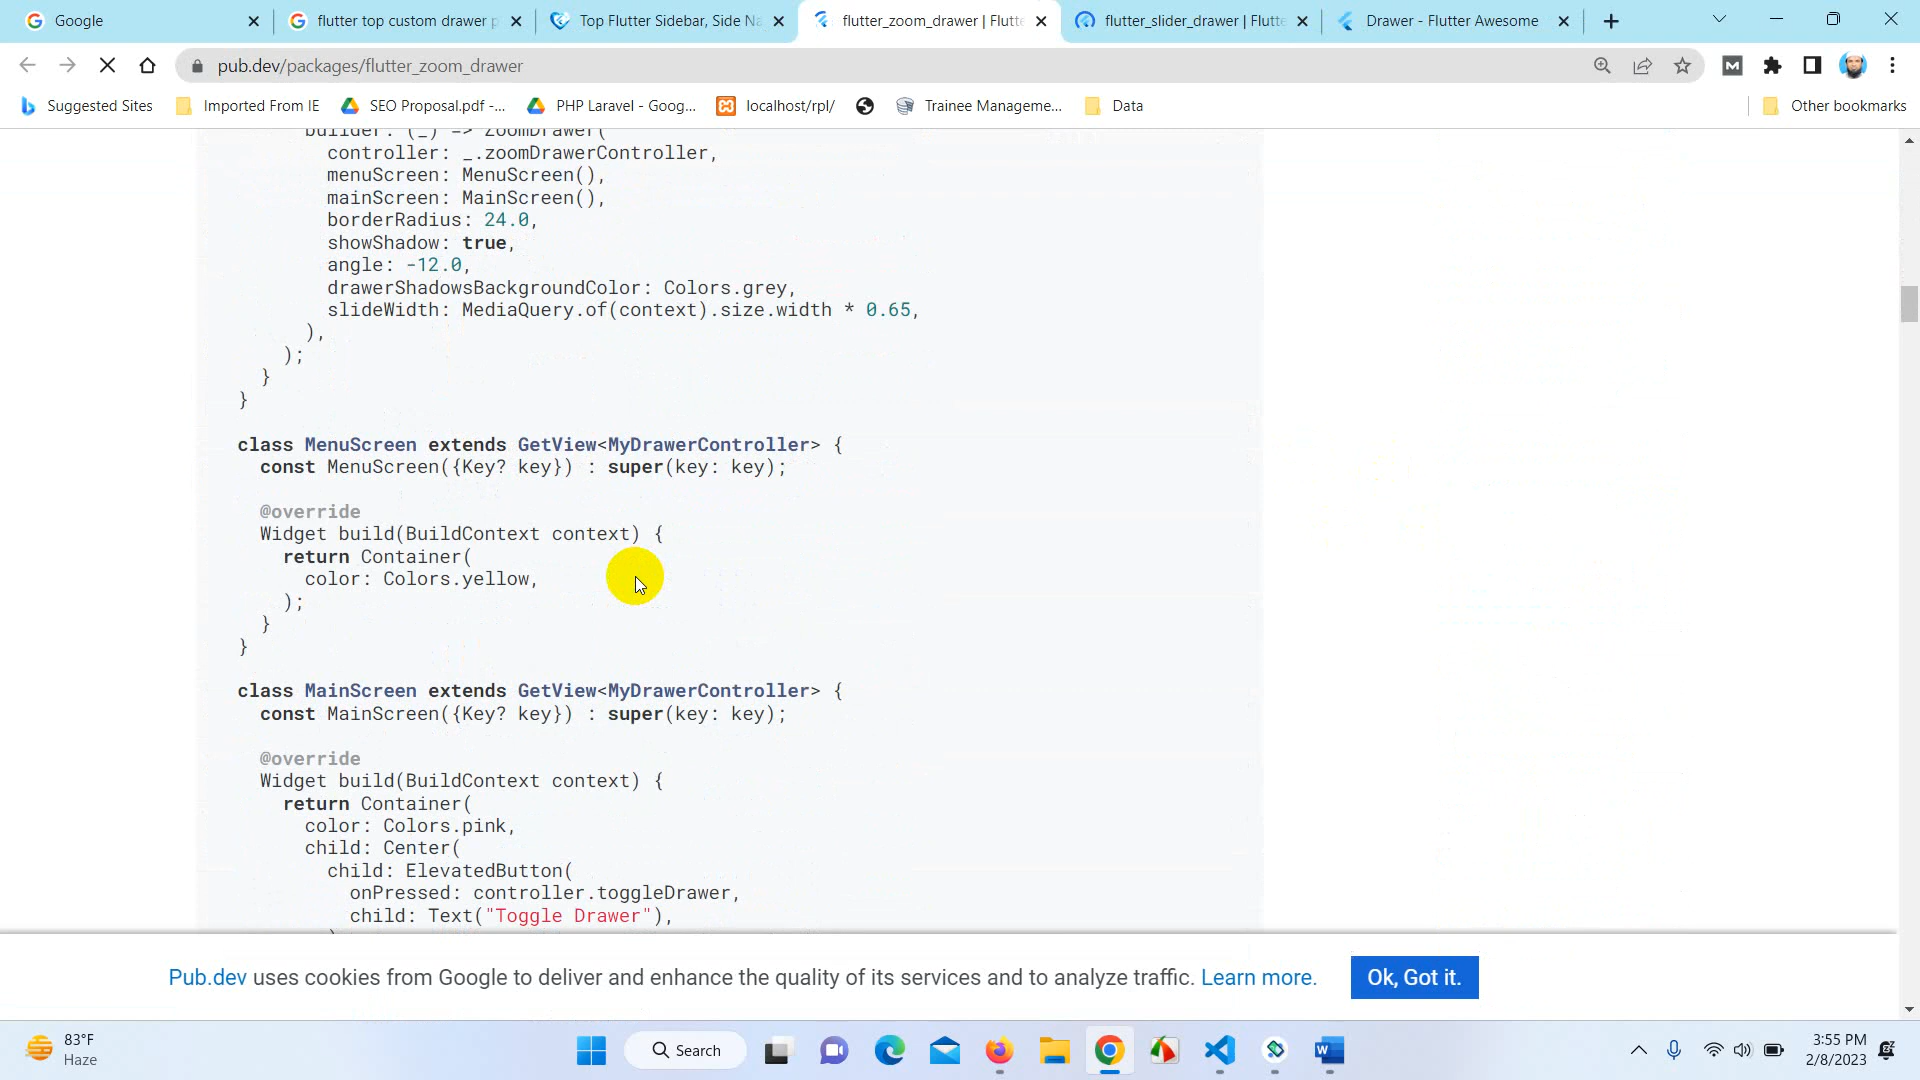 Google
flutter top custom drawer p
Top Flutter Sidebar, Side Na
flutter_zoom_drawer | Flutte
flutter_slider_drawer | Flutte
Drawer - Flutter Awesome
pub.dev/packages/flutter_zoom_drawer
Suggested Sites
Imported From IE
SEO Proposal.pdf -...
PHP Laravel - Goog...
localhost/rpl/
Trainee Manageme...
Data
Other bookmarks
builder: (_) => ZoomDrawer(
controller: _.zoomDrawerController,
menuScreen: MenuScreen(),
mainScreen: MainScreen(),
borderRadius: 24.0,
showShadow: true,
angle: -12.0,
drawerShadowsBackgroundColor: Colors.grey,
slideWidth: MediaQuery.of(context).size.width * 0.65,
),
);
}
}
class MenuScreen extends GetView<MyDrawerController> {
const MenuScreen({Key? key}) : super(key: key);
@override
Widget build(BuildContext context) {
return Container(
color: Colors.yellow,
);
}
}
class MainScreen extends GetView<MyDrawerController> {
const MainScreen({Key? key}) : super(key: key);
@override
Widget build(BuildContext context) {
return Container(
color: Colors.pink,
child: Center(
child: ElevatedButton(
onPressed: controller.toggleDrawer,
child: Text("Toggle Drawer"),
Pub.dev uses cookies from Google to deliver and enhance the quality of its services and to analyze traffic. Learn more.
Ok, Got it.
83°F
Haze
Search
3:55 PM
2/8/2023